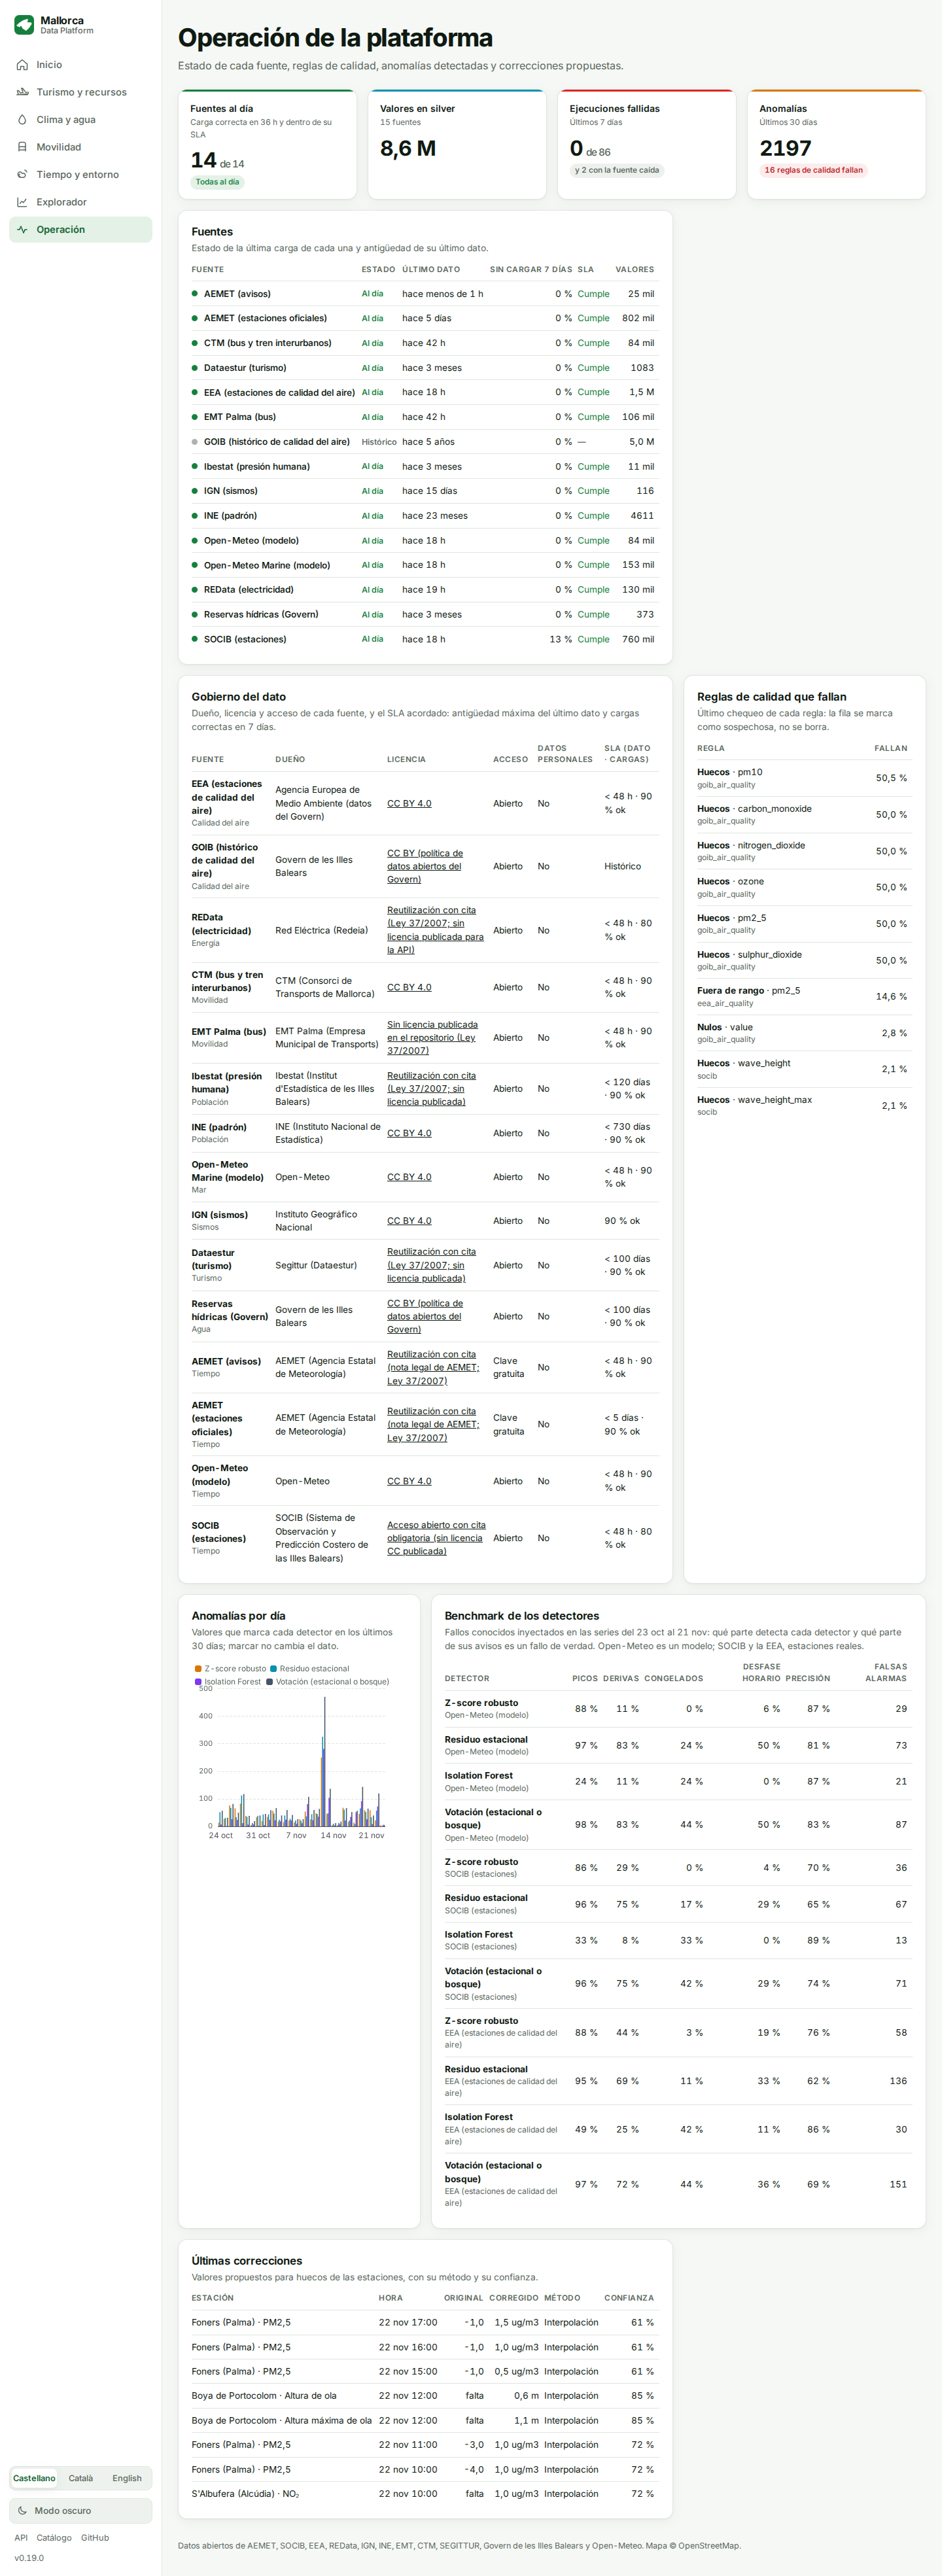 Mallorca
Data Platform
Inicio
Turismo y recursos
Clima y agua
Movilidad
Tiempo y entorno
Explorador
Operación
Operación de la plataforma
Estado de cada fuente, reglas de calidad, anomalías detectadas y correcciones propuestas.
Fuentes al día
Carga correcta en 36 h y dentro de su
SLA
14 de 14
Todas al día
Valores en silver
15 fuentes
8,6 M
Ejecuciones fallidas
Últimos 7 días
0 de 86
y 2 con la fuente caída
Anomalías
Últimos 30 días
2197
16 reglas de calidad fallan
Fuentes
Estado de la última carga de cada una y antigüedad de su último dato.
FUENTE ESTADO ÚLTIMO DATO SIN CARGAR 7 DÍAS SLA VALORES
AEMET (avisos) Al día hace menos de 1 h 0 % Cumple 25 mil
AEMET (estaciones oficiales) Al día hace 5 días 0 % Cumple 802 mil
CTM (bus y tren interurbanos) Al día hace 42 h 0 % Cumple 84 mil
Dataestur (turismo) Al día hace 3 meses 0 % Cumple 1083
EEA (estaciones de calidad del aire) Al día hace 18 h 0 % Cumple 1,5 M
EMT Palma (bus) Al día hace 42 h 0 % Cumple 106 mil
GOIB (histórico de calidad del aire) Histórico hace 5 años 0 % — 5,0 M
Ibestat (presión humana) Al día hace 3 meses 0 % Cumple 11 mil
IGN (sismos) Al día hace 15 días 0 % Cumple 116
INE (padrón) Al día hace 23 meses 0 % Cumple 4611
Open-Meteo (modelo) Al día hace 18 h 0 % Cumple 84 mil
Open-Meteo Marine (modelo) Al día hace 18 h 0 % Cumple 153 mil
REData (electricidad) Al día hace 19 h 0 % Cumple 130 mil
Reservas hídricas (Govern) Al día hace 3 meses 0 % Cumple 373
SOCIB (estaciones) Al día hace 18 h 13 % Cumple 760 mil
Gobierno del dato
Dueño, licencia y acceso de cada fuente, y el SLA acordado: antigüedad máxima del último dato y cargas
correctas en 7 días.
DATOS SLA (DATO
FUENTE DUEÑO LICENCIA ACCESO PERSONALES · CARGAS)
EEA (estaciones
de calidad del
aire)
Calidad del aire
Agencia Europea de
Medio Ambiente (datos
del Govern)
CC BY 4.0
Abierto
No
< 48 h · 90
% ok
GOIB (histórico
de calidad del
aire)
Calidad del aire
Govern de les Illes
Balears
CC BY (política de
datos abiertos del
Govern)
Abierto
No
Histórico
REData
(electricidad)
Energía
Red Eléctrica (Redeia)
Reutilización con cita
(Ley 37/2007; sin
licencia publicada para
la API)
Abierto
No
< 48 h · 80
% ok
CTM (bus y tren
interurbanos)
Movilidad
CTM (Consorci de
Transports de Mallorca)
CC BY 4.0
Abierto
No
< 48 h · 90
% ok
EMT Palma (bus)
Movilidad
EMT Palma (Empresa
Municipal de Transports)
Sin licencia publicada
en el repositorio (Ley
37/2007)
Abierto
No
< 48 h · 90
% ok
Ibestat (presión
humana)
Población
Ibestat (Institut
d'Estadística de les Illes
Balears)
Reutilización con cita
(Ley 37/2007; sin
licencia publicada)
Abierto
No
< 120 días
· 90 % ok
INE (padrón)
Población
INE (Instituto Nacional de
Estadística)
CC BY 4.0
Abierto
No
< 730 días
· 90 % ok
Open-Meteo
Marine (modelo)
Mar
Open-Meteo
CC BY 4.0
Abierto
No
< 48 h · 90
% ok
IGN (sismos)
Sismos
Instituto Geográfico
Nacional
CC BY 4.0
Abierto
No
90 % ok
Dataestur
(turismo)
Turismo
Segittur (Dataestur)
Reutilización con cita
(Ley 37/2007; sin
licencia publicada)
Abierto
No
< 100 días
· 90 % ok
Reservas
hídricas (Govern)
Agua
Govern de les Illes
Balears
CC BY (política de
datos abiertos del
Govern)
Abierto
No
< 100 días
· 90 % ok
AEMET (avisos)
Tiempo
AEMET (Agencia Estatal
de Meteorología)
Reutilización con cita
(nota legal de AEMET;
Ley 37/2007)
Clave
gratuita
No
< 48 h · 90
% ok
AEMET
(estaciones
oficiales)
Tiempo
AEMET (Agencia Estatal
de Meteorología)
Reutilización con cita
(nota legal de AEMET;
Ley 37/2007)
Clave
gratuita
No
< 5 días ·
90 % ok
Open-Meteo
(modelo)
Tiempo
Open-Meteo
CC BY 4.0
Abierto
No
< 48 h · 90
% ok
SOCIB
(estaciones)
Tiempo
SOCIB (Sistema de
Observación y
Predicción Costero de
las Illes Balears)
Acceso abierto con cita
obligatoria (sin licencia
CC publicada)
Abierto
No
< 48 h · 80
% ok
Reglas de calidad que fallan
Último chequeo de cada regla: la fila se marca
como sospechosa, no se borra.
REGLA FALLAN
Huecos · pm10 50,5 %
goib_air_quality
Huecos · carbon_monoxide 50,0 %
goib_air_quality
Huecos · nitrogen_dioxide 50,0 %
goib_air_quality
Huecos · ozone 50,0 %
goib_air_quality
Huecos · pm2_5 50,0 %
goib_air_quality
Huecos · sulphur_dioxide 50,0 %
goib_air_quality
Fuera de rango · pm2_5 14,6 %
eea_air_quality
Nulos · value 2,8 %
goib_air_quality
Huecos · wave_height 2,1 %
socib
Huecos · wave_height_max 2,1 %
socib
Anomalías por día
Valores que marca cada detector en los últimos
30 días; marcar no cambia el dato.
Z-score robusto Residuo estacional
Isolation Forest Votación (estacional o bosque)
500
400
300
200
100
0
24 oct 31 oct 7 nov 14 nov 21 nov
Benchmark de los detectores
Fallos conocidos inyectados en las series del 23 oct al 21 nov: qué parte detecta cada detector y qué parte
de sus avisos es un fallo de verdad. Open-Meteo es un modelo; SOCIB y la EEA, estaciones reales.
DESFASE FALSAS
DETECTOR PICOS DERIVAS CONGELADOS HORARIO PRECISIÓN ALARMAS
Z-score robusto
Open-Meteo (modelo)
88 % 11 % 0 % 6 % 87 % 29
Residuo estacional
Open-Meteo (modelo)
97 % 83 % 24 % 50 % 81 % 73
Isolation Forest
Open-Meteo (modelo)
24 % 11 % 24 % 0 % 87 % 21
Votación (estacional o
bosque)
Open-Meteo (modelo)
98 % 83 % 44 % 50 % 83 % 87
Z-score robusto
SOCIB (estaciones)
86 % 29 % 0 % 4 % 70 % 36
Residuo estacional
SOCIB (estaciones)
96 % 75 % 17 % 29 % 65 % 67
Isolation Forest
SOCIB (estaciones)
33 % 8 % 33 % 0 % 89 % 13
Votación (estacional o
bosque)
SOCIB (estaciones)
96 % 75 % 42 % 29 % 74 % 71
Z-score robusto
EEA (estaciones de calidad del
aire)
88 % 44 % 3 % 19 % 76 % 58
Residuo estacional
EEA (estaciones de calidad del
aire)
95 % 69 % 11 % 33 % 62 % 136
Isolation Forest
EEA (estaciones de calidad del
aire)
49 % 25 % 42 % 11 % 86 % 30
Votación (estacional o
bosque)
EEA (estaciones de calidad del
aire)
97 % 72 % 44 % 36 % 69 % 151
Últimas correcciones
Valores propuestos para huecos de las estaciones, con su método y su confianza.
ESTACIÓN HORA ORIGINAL CORREGIDO MÉTODO CONFIANZA
Foners (Palma) · PM2,5 22 nov 17:00 -1,0 1,5 ug/m3 Interpolación 61 %
Foners (Palma) · PM2,5 22 nov 16:00 -1,0 1,0 ug/m3 Interpolación 61 %
Foners (Palma) · PM2,5 22 nov 15:00 -1,0 0,5 ug/m3 Interpolación 61 %
Boya de Portocolom · Altura de ola 22 nov 12:00 falta 0,6 m Interpolación 85 %
Boya de Portocolom · Altura máxima de ola 22 nov 12:00 falta 1,1 m Interpolación 85 %
Foners (Palma) · PM2,5 22 nov 11:00 -3,0 1,0 ug/m3 Interpolación 72 %
Foners (Palma) · PM2,5 22 nov 10:00 -4,0 1,0 ug/m3 Interpolación 72 %
S'Albufera (Alcúdia) · NO₂ 22 nov 10:00 falta 1,0 ug/m3 Interpolación 72 %
Castellano Català English
Modo oscuro
API Catálogo GitHub
v0.19.0
Datos abiertos de AEMET, SOCIB, EEA, REData, IGN, INE, EMT, CTM, SEGITTUR, Govern de les Illes Balears y Open-Meteo. Mapa © OpenStreetMap.